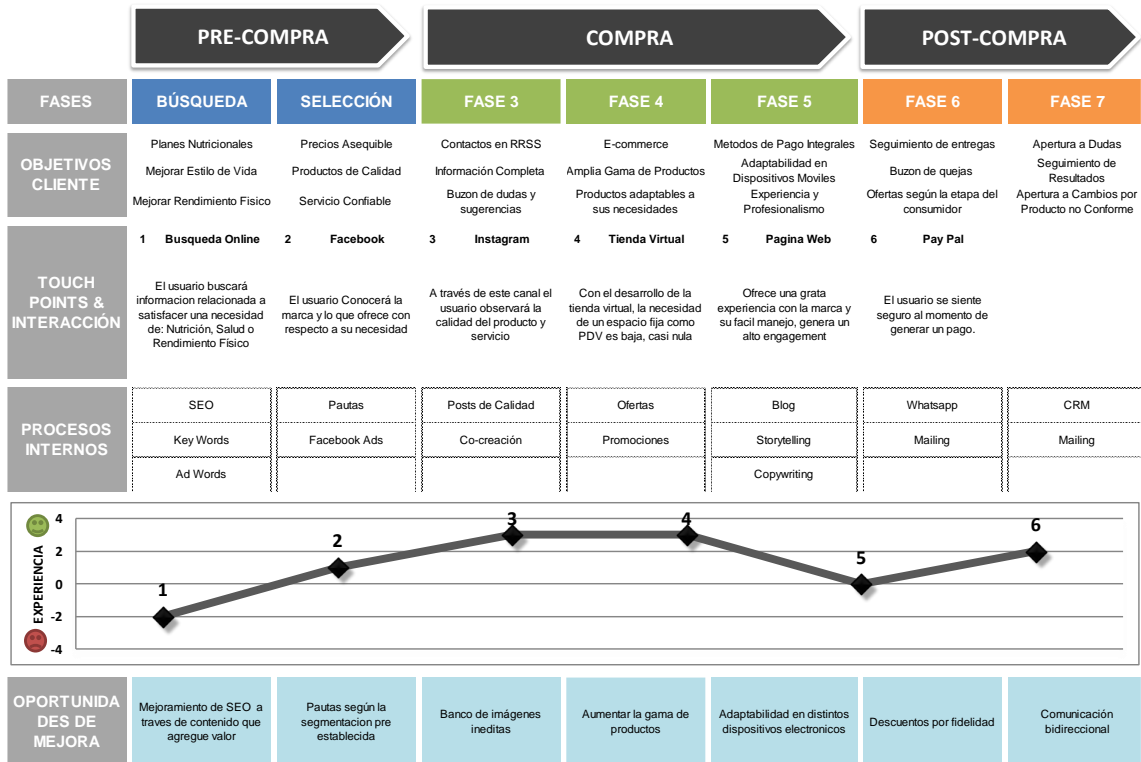 PRE-COMPRA
COMPRA
POST-COMPRA
FASES
BÚSQUEDA
SELECCIÓN
FASE 3
FASE 4
FASE 5
FASE 6
FASE 7
OBJETIVOS
CLIENTE
Planes Nutricionales
Mejorar Estilo de Vida
Mejorar Rendimiento Fisico
Precios Asequible
Productos de Calidad
Servicio Confiable
Contactos en RRSS
Información Completa
Buzon de dudas y
sugerencias
E-commerce
Amplia Gama de Productos
Productos adaptables a
sus necesidades
Metodos de Pago Integrales
Adaptabilidad en
Dispositivos Moviles
Experiencia y
Profesionalismo
Seguimiento de entregas
Buzon de quejas
Ofertas según la etapa del
consumidor
Apertura a Dudas
Seguimiento de
Resultados
Apertura a Cambios por
Producto no Conforme
TOUCH
POINTS &
INTERACCIÓN
1 Busqueda Online
2 Facebook
3 Instagram
4 Tienda Virtual
5 Pagina Web
6 Pay Pal
El usuario buscará
informacion relacionada a
satisfacer una necesidad
de: Nutrición, Salud o
Rendimiento Físico
El usuario Conocerá la
marca y lo que ofrece con
respecto a su necesidad
A través de este canal el
usuario observará la
calidad del producto y
servicio
Con el desarrollo de la
tienda virtual, la necesidad
de un espacio fija como
PDV es baja, casi nula
Ofrece una grata
experiencia con la marca y
su facil manejo, genera un
alto engagement
El usuario se siente
seguro al momento de
generar un pago.
PROCESOS
INTERNOS
SEO
Key Words
Ad Words
Pautas
Facebook Ads
Posts de Calidad
Co-creación
Ofertas
Promociones
Blog
Storytelling
Copywriting
Whatsapp
Mailing
CRM
Mailing
EXPERIENCIA
4
2
0
-2
-4
1
2
3
4
5
6
OPORTUNIDA
DES DE
MEJORA
Mejoramiento de SEO a
traves de contenido que
agregue valor
Pautas según la
segmentacion pre
establecida
Banco de imágenes
ineditas
Aumentar la gama de
productos
Adaptabilidad en distintos
dispositivos electronicos
Descuentos por fidelidad
Comunicación
bidireccional